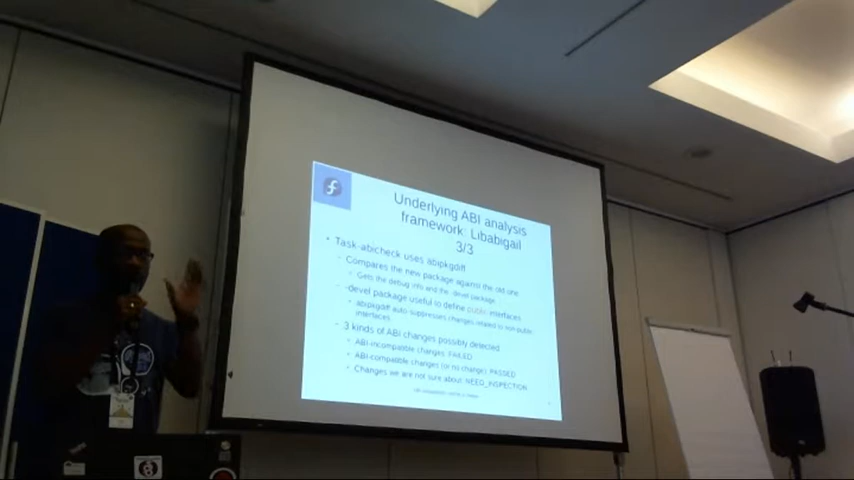 Underlying ABI analysis
framework: Libabigail
3/3
• Task-abicheck uses abipkgdiff
– Compares the new package against the old one
• Gets the debug info and the devel package
– -devel package useful to define public interfaces
• abipkgdiff auto-suppresses changes related to non-public
interfaces
– 3 kinds of ABI changes possibly detected
• ABI-incompatible changes: FAILED
• ABI-compatible changes (or no change): PASSED
• Changes we are not sure about: NEED_INSPECTION